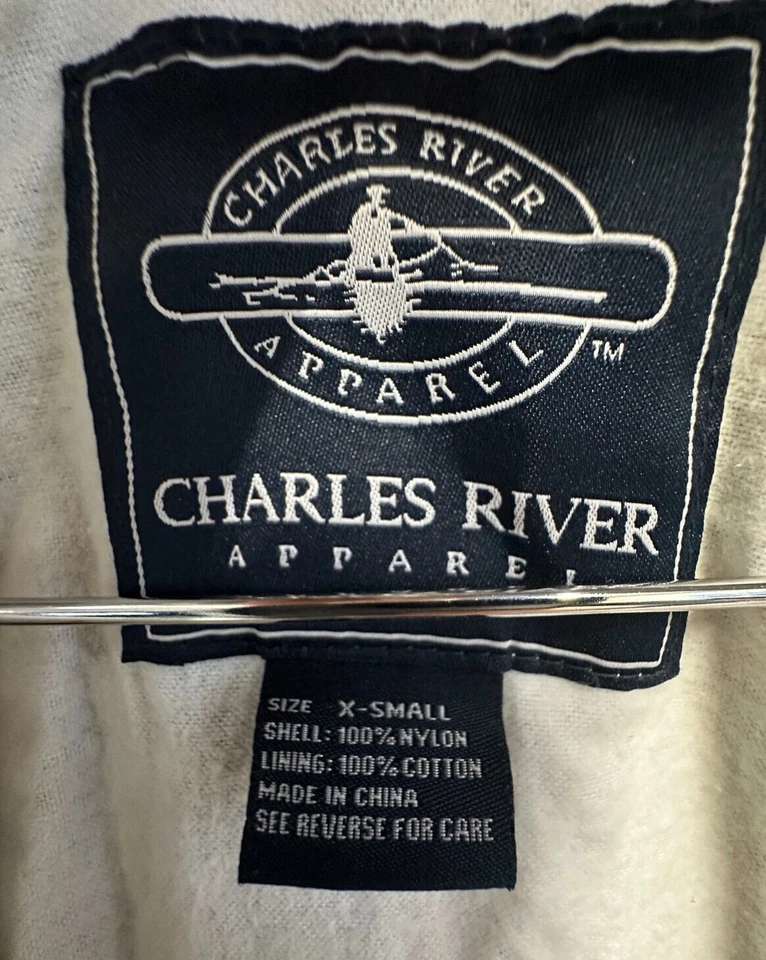 CHARLES RIVER
APPAREL
TM
CHARLES RIVER
APPAREL
SIZE X-SMALL
SHELL: 100% NYLON
LINING: 100% COTTON
MADE IN CHINA
SEE REVERSE FOR CARE